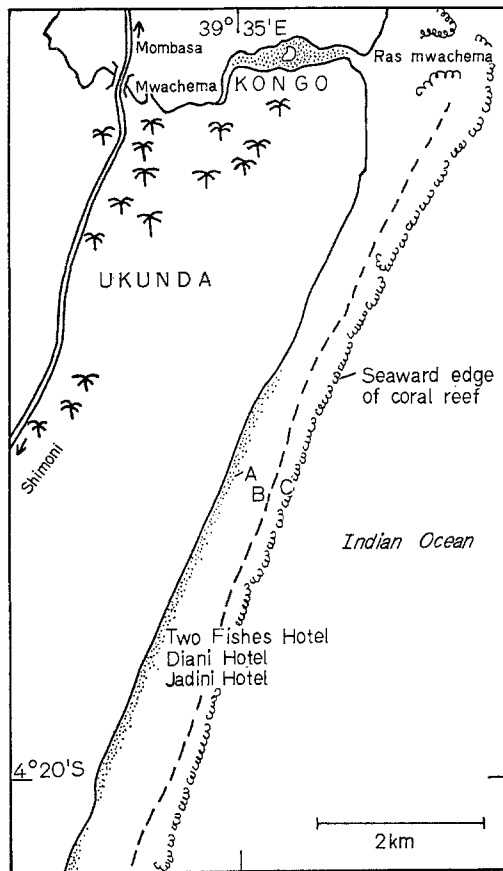 39° 35'E
Mombasa
Mwachema
KONGO
Ras mwachema
UKUNDA
Seaward edge
of coral reef
Shimoni
A
B
C
Indian Ocean
Two Fishes Hotel
Diani Hotel
Jadini Hotel
4° 20'S
2km